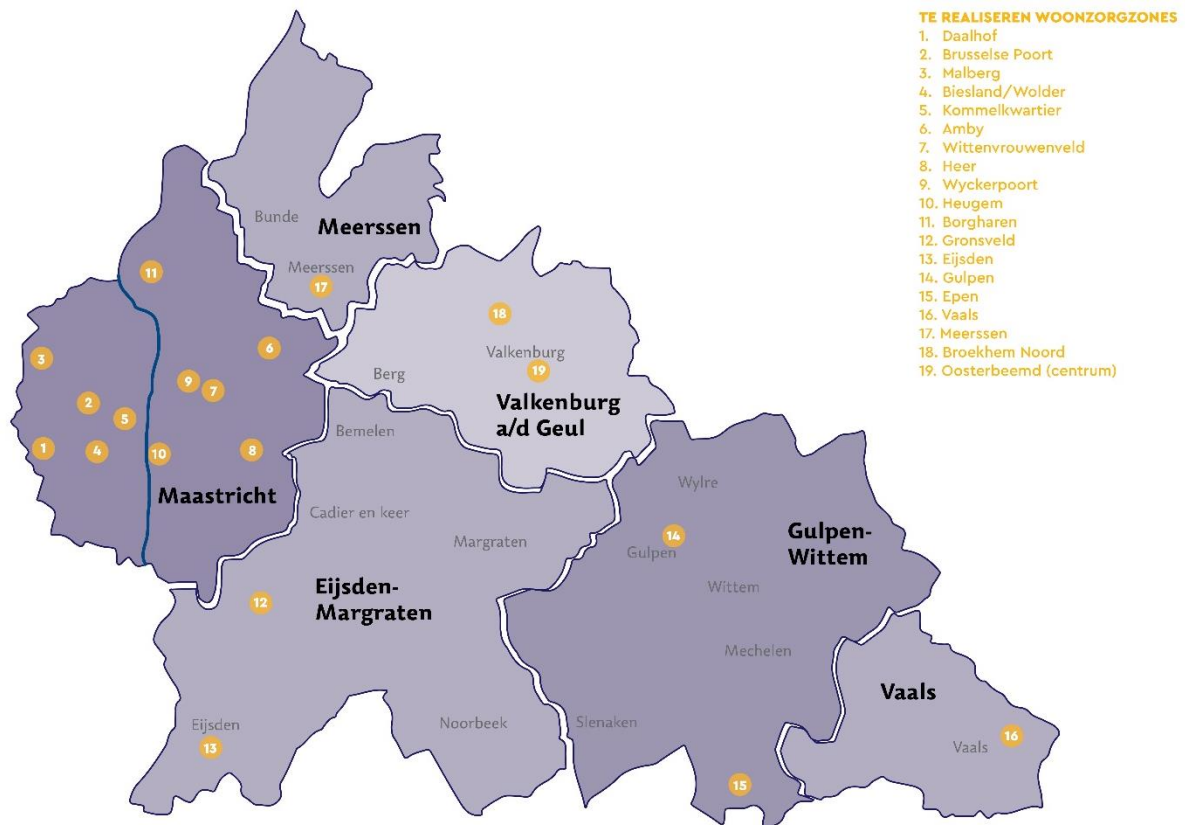 TE REALISEREN WOONZORGZONES
1. Daalhof
2. Brusselse Poort
3. Malberg
4. Biesland/Wolder
5. Kommelkwartier
6. Amby
7. Wittenvrouwenveld
8. Heer
9. Wyckerpoort
10. Heugem
11. Borgharen
12. Gronsveld
13. Eijsden
14. Gulpen
15. Epen
16. Vaals
17. Meerssen
18. Broekhem Noord
19. Oosterbeemd (centrum)
Bunde
Meerssen
Meerssen
17
11
18
6
3
Valkenburg
Berg
19
9
7
2
Valkenburg
a/d Geul
5
Bemelen
1
4
10
8
Maastricht
Wylre
Cadier en keer
Margraten
14
Gulpen
Gulpen-
Wittem
Eijsden-
Margraten
12
Wittem
Mechelen
Vaals
Eijsden
13
Noorbeek
Slenaken
16
Vaals
15